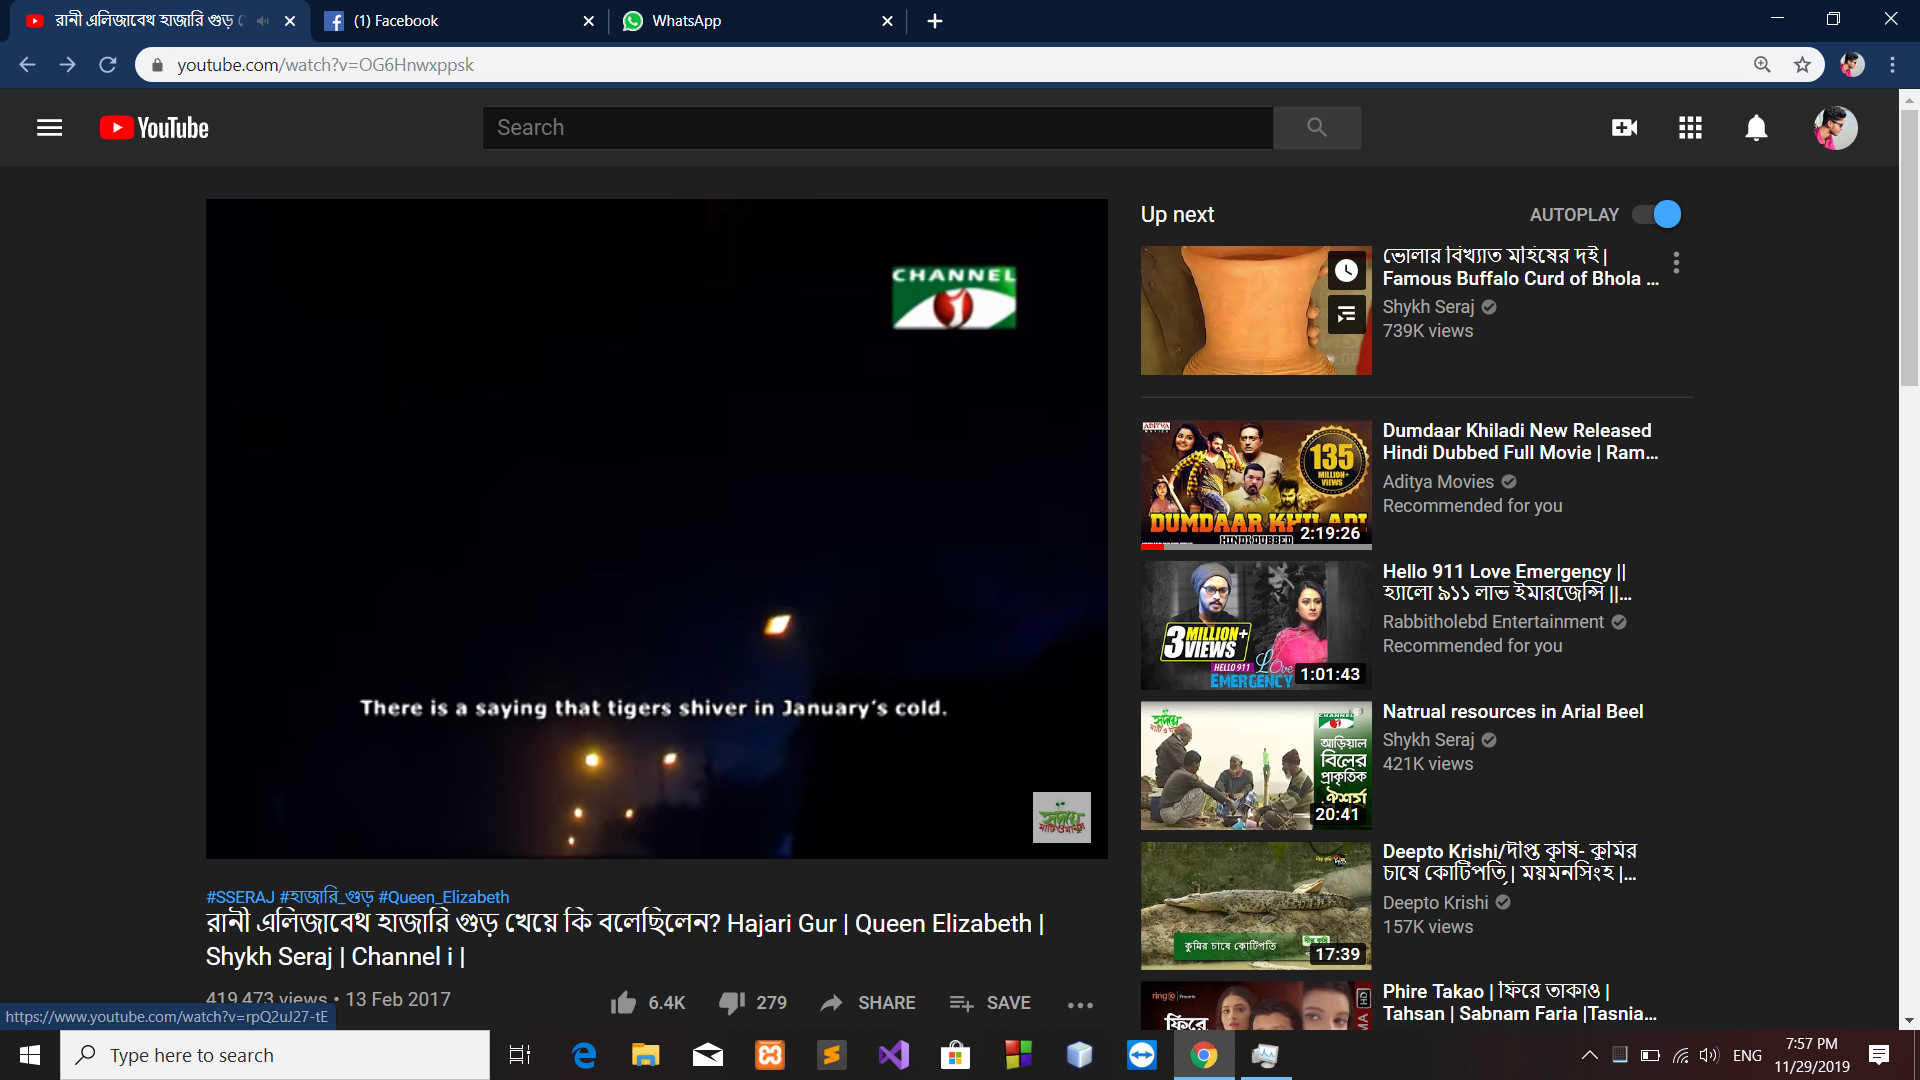 রানী এলিজাবেথ হাজারি গুড়
(1) Facebook
WhatsApp
youtube.com/watch?v=OG6Hnwxppsk
YouTube
Search
CHANNEL
There is a saying that tigers shiver in January's cold.
হৃদয়ে
মাটি ও মানুষ
#SSERAJ #হাজারি_গুড় #Queen_Elizabeth
রানী এলিজাবেথ হাজারি গুড় খেয়ে কি বলেছিলেন? Hajari Gur | Queen Elizabeth |
Shykh Seraj | Channel i |
419,473 views • 13 Feb 2017
6.4K
279
SHARE
SAVE
Up next
AUTOPLAY
ভোলার বিখ্যাত মহিষের দই |
Famous Buffalo Curd of Bhola ...
Shykh Seraj
739K views
ADITYA
MOVIES
135
MILLION+
VIEWS
DUMDAAR KHILADI
HINDI DUBBED
2:19:26
Dumdaar Khiladi New Released
Hindi Dubbed Full Movie | Ram...
Aditya Movies
Recommended for you
3 MILLION+
VIEWS
HELLO 911
LOve
EMERGENCY
1:01:43
Hello 911 Love Emergency ||
হ্যালো ৯১১ লাভ ইমারজেন্সি ||...
Rabbitholebd Entertainment
Recommended for you
হৃদয়ে
মাটি ও মানুষ
CHANNEL
আড়িয়াল
বিলের
প্রাকৃতিক
ঐশ্বর্য
20:41
Natrual resources in Arial Beel
Shykh Seraj
421K views
কুমির চাষে কোটিপতি
17:39
Deepto Krishi/দীপ্ত কৃষি- কুমির
চাষে কোটিপতি | ময়মনসিংহ |...
Deepto Krishi
157K views
ring Presents
ফিরে
Phire Takao | ফিরে তাকাও |
Tahsan | Sabnam Faria |Tasnia...
https://www.youtube.com/watch?v=rpQ2uJ27-tE
Type here to search
ENG
7:57 PM
11/29/2019